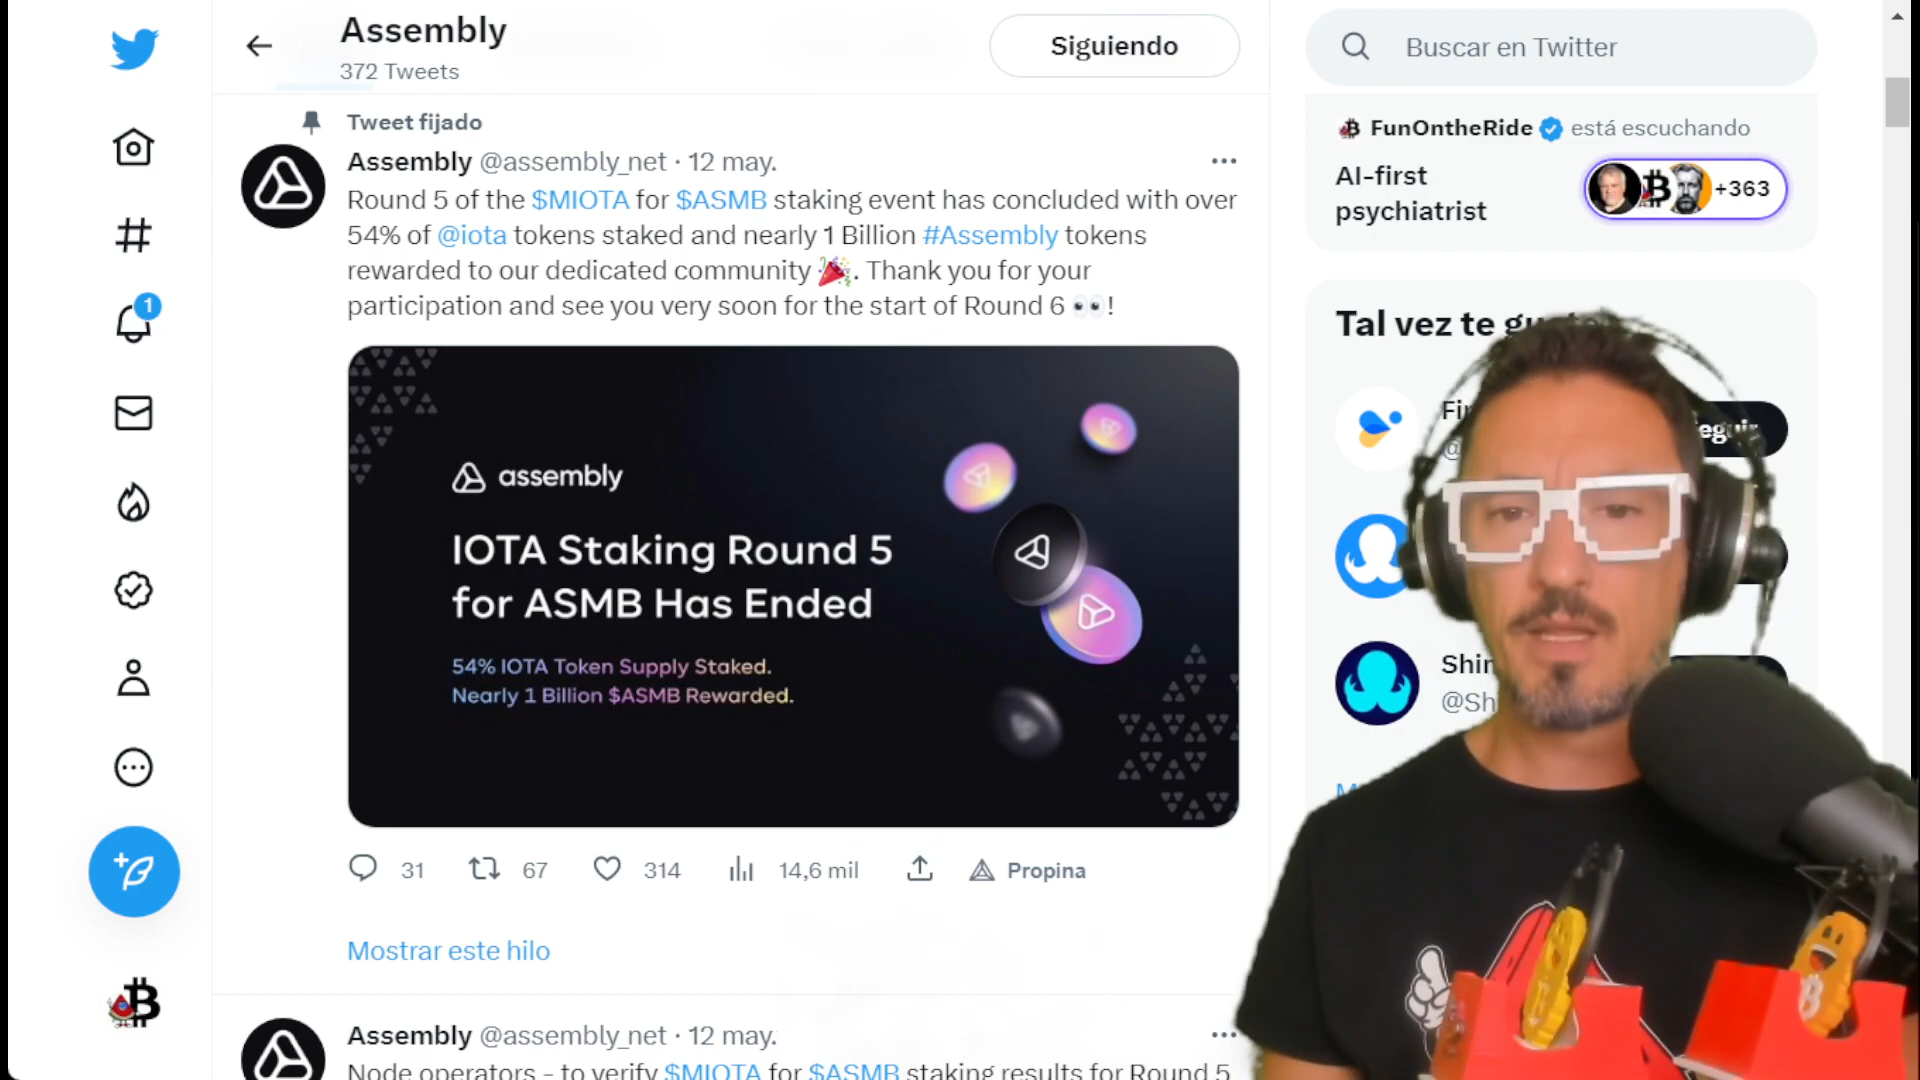 Assembly
372 Tweets
Siguiendo
Buscar en Twitter
Tweet fijado
Assembly @assembly_net · 12 may.
Round 5 of the $MIOTA for $ASMB staking event has concluded with over
54% of @iota tokens staked and nearly 1 Billion #Assembly tokens
rewarded to our dedicated community 🎉. Thank you for your
participation and see you very soon for the start of Round 6 👀!
assembly
IOTA Staking Round 5
for ASMB Has Ended
54% IOTA Token Supply Staked.
Nearly 1 Billion $ASMB Rewarded.
31 67 314 14,6 mil Propina
Mostrar este hilo
Assembly @assembly_net · 12 may.
Node operators - to verify $MIOTA for $ASMB staking results for Round 5
1
FunOntheRide está escuchando
AI-first
psychiatrist
+363
Tal vez te